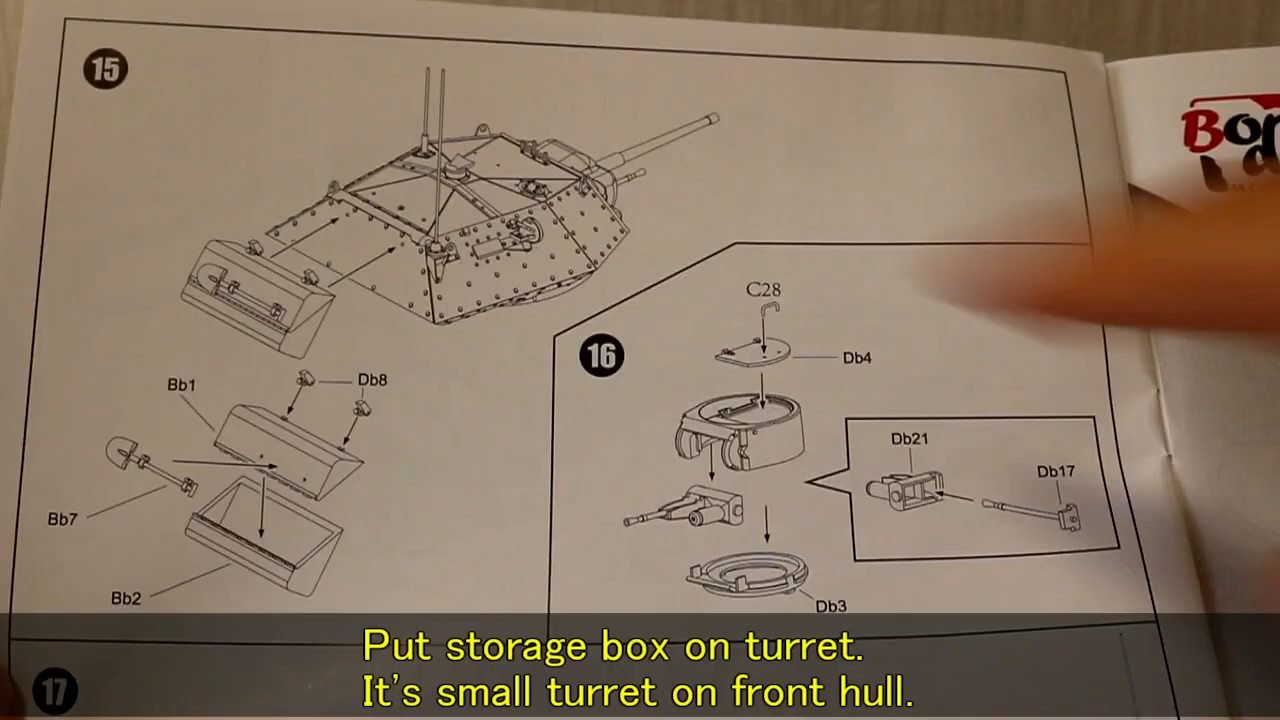 15
Bor
C28
16
Db4
Bb1
Db8
Db21
Db17
Bb7
Bb2
Db3
17
Put storage box on turret.
It's small turret on front hull.